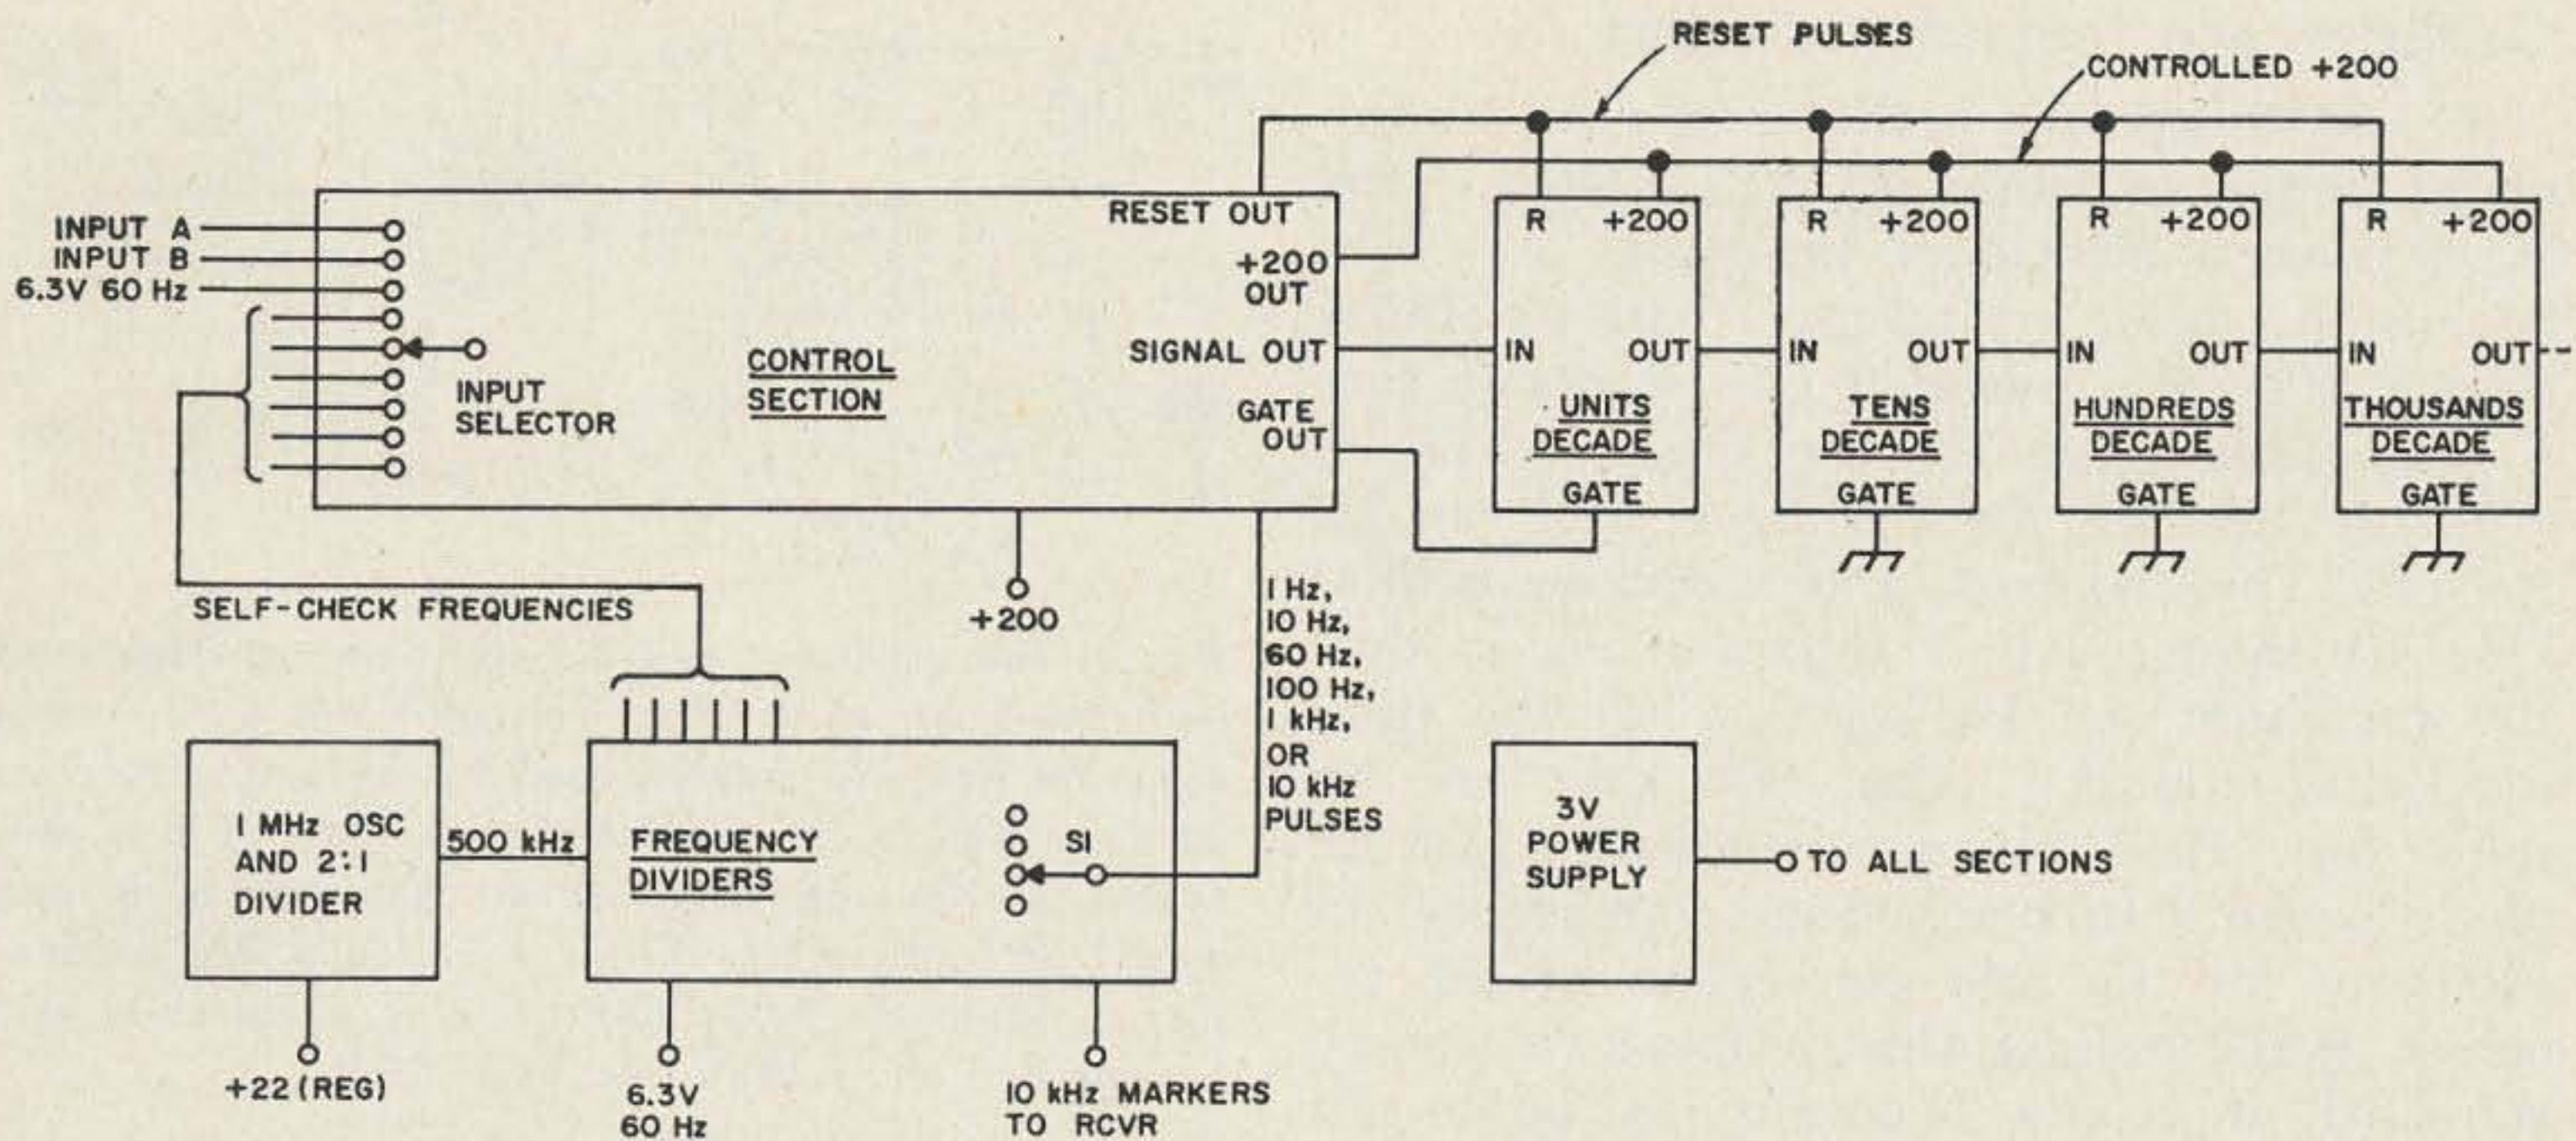 RESET PULSES
CONTROLLED +200
INPUT A
INPUT B
6.3V 60 Hz
INPUT
SELECTOR
CONTROL
SECTION
RESET OUT
+200
OUT
SIGNAL OUT
GATE
OUT
R +200
IN OUT
UNITS
DECADE
GATE
R +200
IN OUT
TENS
DECADE
GATE
R +200
IN OUT
HUNDREDS
DECADE
GATE
R +200
IN OUT
THOUSANDS
DECADE
GATE
SELF-CHECK FREQUENCIES
+200
1 Hz,
10 Hz,
60 Hz,
100 Hz,
1 kHz,
OR
10 kHz
PULSES
1 MHz OSC
AND 2:1
DIVIDER
500 kHz
FREQUENCY
DIVIDERS
S1
3V
POWER
SUPPLY
TO ALL SECTIONS
+22 (REG)
6.3V
60 Hz
10 kHz MARKERS
TO RCVR